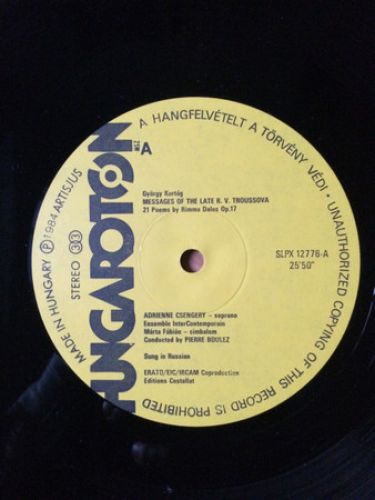 A HANGFELVÉTELT A TÖRVÉNY VÉDI · UNAUTHORIZED COPYING OF THIS RECORD IS PROHIBITED
MADE IN HUNGARY Ⓟ 1984 ARTISJUS
STEREO 33
HUNGAROTON
MSZ
A
György Kurtág
MESSAGES OF THE LATE R. V. TROUSSOVA
21 Poems by Rimma Dalos Op.17
SLPX 12776-A
25'50"
ADRIENNE CSENGERY – soprano
Ensemble InterContemporain
Márta Fábián – cimbalom
Conducted by PIERRE BOULEZ
Sung in Russian
ERATO/EIC/IRCAM Coproduction
Editions Costallat